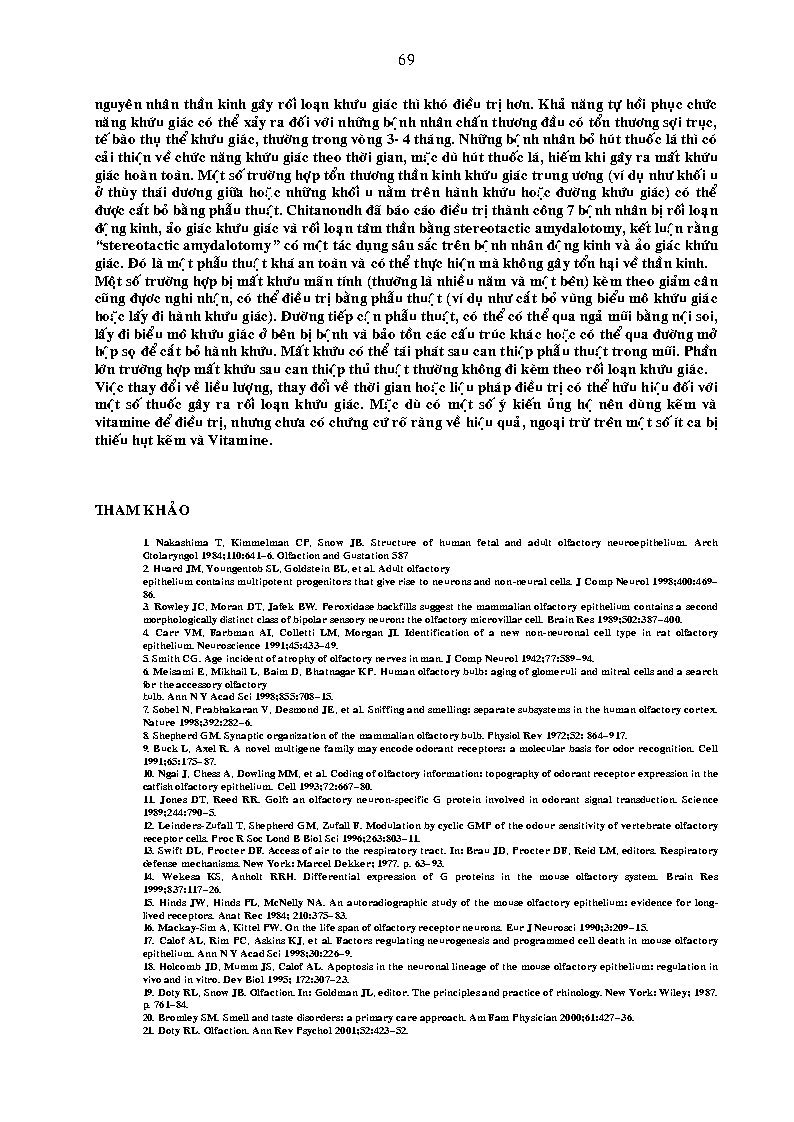 69
nguyên nhân thần kinh gây rối loạn khứu giác thì khó điều trị hơn. Khả năng tự hồi phục chức
năng khứu giác có thể xảy ra đối với những bệnh nhân chấn thương đầu có tổn thương sợi trục,
tế bào thụ thể khứu giác, thường trong vòng 3- 4 tháng. Những bệnh nhân bỏ hút thuốc lá thì có
cải thiện về chức năng khứu giác theo thời gian, mặc dù hút thuốc lá, hiếm khi gây ra mất khứu
giác hoàn toàn. Một số trường hợp tổn thương thần kinh khứu giác trung ương (ví dụ như khối u
ở thùy thái dương giữa hoặc những khối u nằm trên hành khứu hoặc đường khứu giác) có thể
được cắt bỏ bằng phẫu thuật. Chitanondh đã báo cáo điều trị thành công 7 bệnh nhân bị rối loạn
động kinh, ảo giác khứu giác và rối loạn tâm thần bằng stereotactic amydalotomy, kết luận rằng
“stereotactic amydalotomy” có một tác dụng sâu sắc trên bệnh nhân động kinh và ảo giác khứu
giác. Đó là một phẫu thuật khá an toàn và có thể thực hiện mà không gây tổn hại về thần kinh.
Một số trường hợp bị mất khứu mãn tính (thường là nhiều năm và một bên) kèm theo giảm cân
cũng đựơc nghi nhận, có thể điều trị bằng phẫu thuật (ví dụ như cắt bỏ vùng biểu mô khứu giác
hoặc lấy đi hành khứu giác). Đường tiếp cận phẫu thuật, có thể có thể qua ngả mũi bằng nội soi,
lấy đi biểu mô khứu giác ở bên bị bệnh và bảo tồn các cấu trúc khác hoặc có thể qua đường mở
hộp sọ để cắt bỏ hành khứu. Mất khứu có thể tái phát sau can thiệp phẫu thuật trong mũi. Phần
lớn trường hợp mất khứu sau can thiệp thủ thuật thường không đi kèm theo rối loạn khứu giác.
Việc thay đổi về liều lượng, thay đổi về thời gian hoặc liệu pháp điều trị có thể hữu hiệu đối với
một số thuốc gây ra rối loạn khứu giác. Mặc dù có một số ý kiến ủng hộ nên dùng kẽm và
vitamine để điều trị, nhưng chưa có chứng cứ rõ ràng về hiệu quả, ngoại trừ trên một số ít ca bị
thiếu hụt kẽm và Vitamine.
THAM KHẢO
1. Nakashima T, Kimmelman CP, Snow JB. Structure of human fetal and adult olfactory neuroepithelium. Arch
Otolaryngol 1984;110:641–6. Olfaction and Gustation 587
2. Huard JM, Youngentob SL, Goldstein BL, et al. Adult olfactory
epithelium contains multipotent progenitors that give rise to neurons and non-neural cells. J Comp Neurol 1998;400:469–
86.
3. Rowley JC, Moran DT, Jafek BW. Peroxidase backfills suggest the mammalian olfactory epithelium contains a second
morphologically distinct class of bipolar sensory neuron: the olfactory microvillar cell. Brain Res 1989;502:387–400.
4. Carr VM, Farbman AI, Colletti LM, Morgan JI. Identification of a new non-neuronal cell type in rat olfactory
epithelium. Neuroscience 1991;45:433–49.
5. Smith CG. Age incident of atrophy of olfactory nerves in man. J Comp Neurol 1942;77:589–94.
6. Meisami E, Mikhail L, Baim D, Bhatnagar KP. Human olfactory bulb: aging of glomeruli and mitral cells and a search
for the accessory olfactory
bulb. Ann N Y Acad Sci 1998;855:708–15.
7. Sobel N, Prabhakaran V, Desmond JE, et al. Sniffing and smelling: separate subsystems in the human olfactory cortex.
Nature 1998;392:282–6.
8. Shepherd GM. Synaptic organization of the mammalian olfactory bulb. Physiol Rev 1972;52: 864–917.
9. Buck L, Axel R. A novel multigene family may encode odorant receptors: a molecular basis for odor recognition. Cell
1991;65:175–87.
10. Ngai J, Chess A, Dowling MM, et al. Coding of olfactory information: topography of odorant receptor expression in the
catfish olfactory epithelium. Cell 1993;72:667–80.
11. Jones DT, Reed RR. Golf: an olfactory neuron-specific G protein involved in odorant signal transduction. Science
1989;244:790–5.
12. Leinders-Zufall T, Shepherd GM, Zufall F. Modulation by cyclic GMP of the odour sensitivity of vertebrate olfactory
receptor cells. Proc R Soc Lond B Biol Sci 1996;263:803–11.
13. Swift DL, Procter DF. Access of air to the respiratory tract. In: Brau JD, Procter DF, Reid LM, editors. Respiratory
defense mechanisms. New York: Marcel Dekker; 1977. p. 63–93.
14. Wekesa KS, Anholt RRH. Differential expression of G proteins in the mouse olfactory system. Brain Res
1999;837:117–26.
15. Hinds JW, Hinds PL, McNelly NA. An autoradiographic study of the mouse olfactory epithelium: evidence for long-
lived receptors. Anat Rec 1984; 210:375–83.
16. Mackay-Sim A, Kittel PW. On the life span of olfactory receptor neurons. Eur J Neurosci 1990;3:209–15.
17. Calof AL, Rim PC, Askins KJ, et al. Factors regulating neurogenesis and programmed cell death in mouse olfactory
epithelium. Ann N Y Acad Sci 1998;30:226–9.
18. Holcomb JD, Mumm JS, Calof AL. Apoptosis in the neuronal lineage of the mouse olfactory epithelium: regulation in
vivo and in vitro. Dev Biol 1995; 172:307–23.
19. Doty RL, Snow JB. Olfaction. In: Goldman JL, editor. The principles and practice of rhinology. New York: Wiley; 1987.
p. 761–84.
20. Bromley SM. Smell and taste disorders: a primary care approach. Am Fam Physician 2000;61:427–36.
21. Doty RL. Olfaction. Ann Rev Psychol 2001;52:423–52.